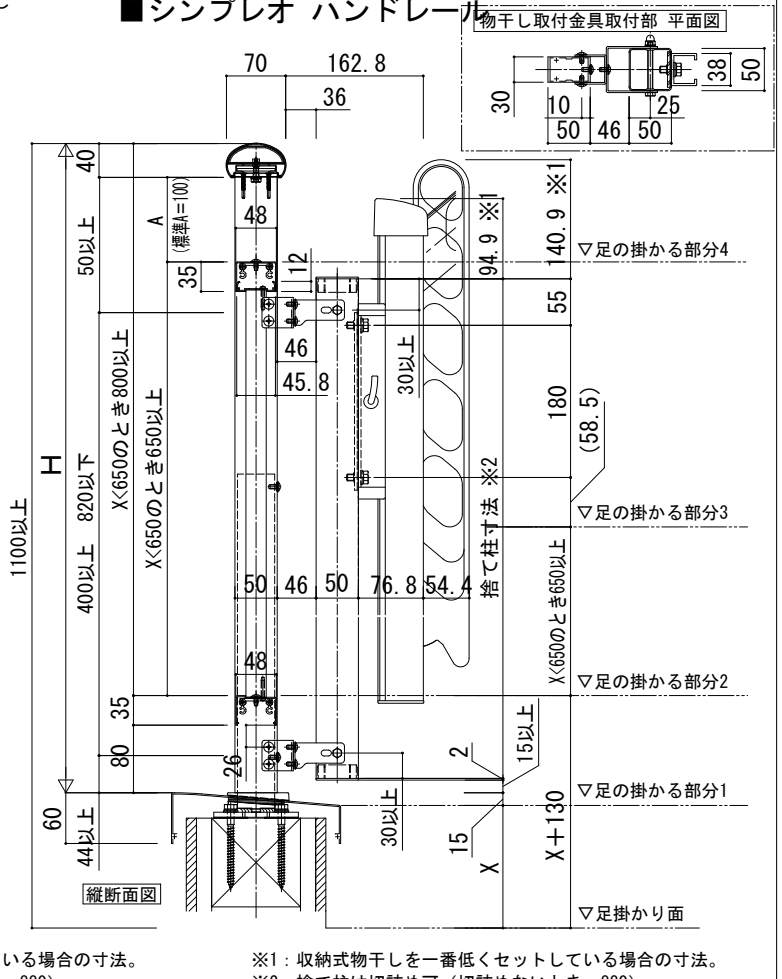 ■シンプレオ ハンドレール
物干し取付金具取付部 平面図
38
50
30
10
25
50
46
50
70
162.8
36
40
50以上
A
(標準A=100)
48
35
12
94.9 ※1
140.9 ※1
▽足の掛かる部分4
55
46
45.8
30以上
180
(58.5)
X<650のとき800以上
X<650のとき650以上
H
1100以上
400以上 820以下
捨て柱寸法 ※2
▽足の掛かる部分3
50
46
50
76.8
54.4
X<650のとき650以上
48
▽足の掛かる部分2
35
80
26
2
15以上
▽足の掛かる部分1
60
44以上
30以上
15
X
X+130
縦断面図
▽足掛かり面
いる場合の寸法。
※1：収納式物干しを一番低くセットしている場合の寸法。